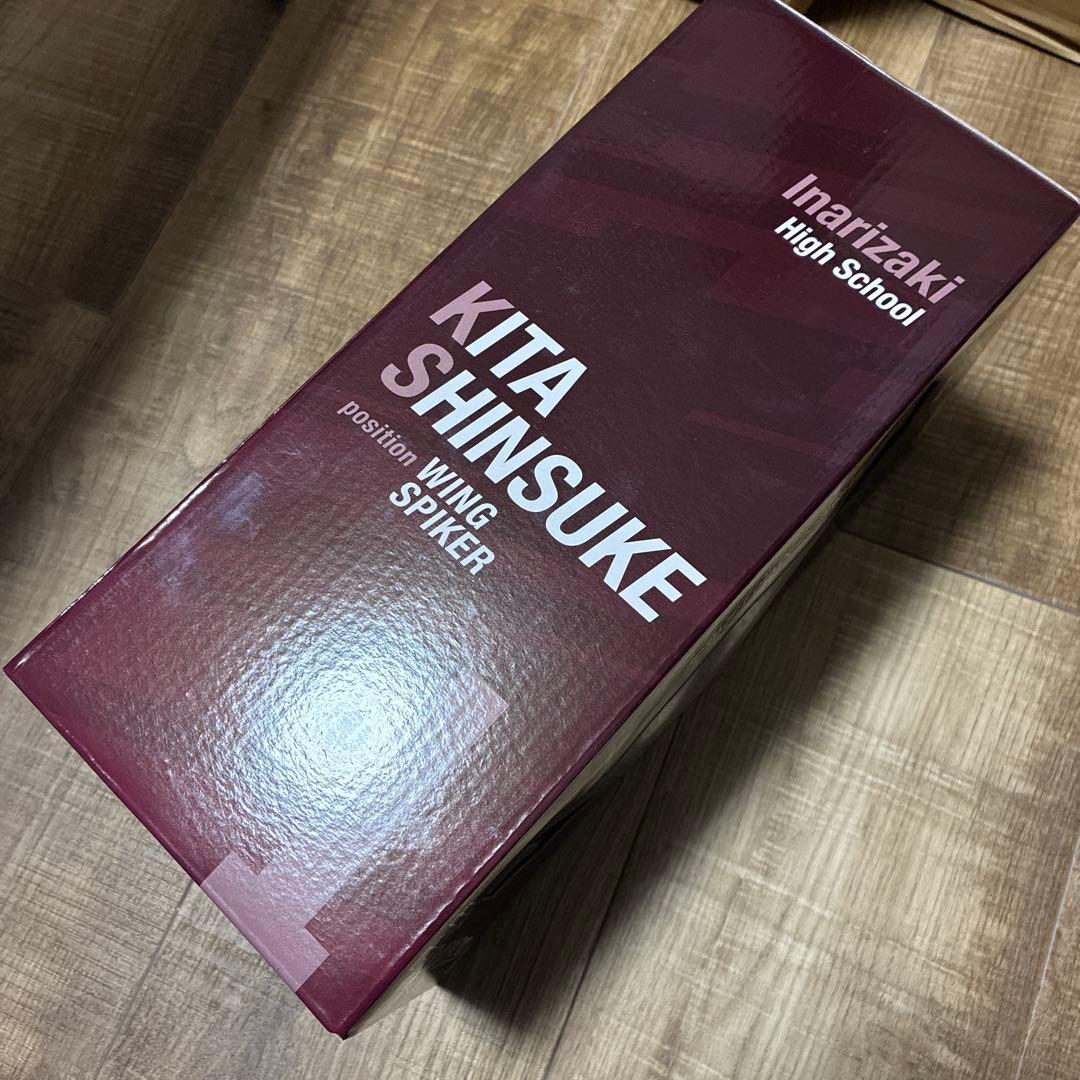 Inarizaki
High School
KITA
SHINSUKE
position WING
SPIKER